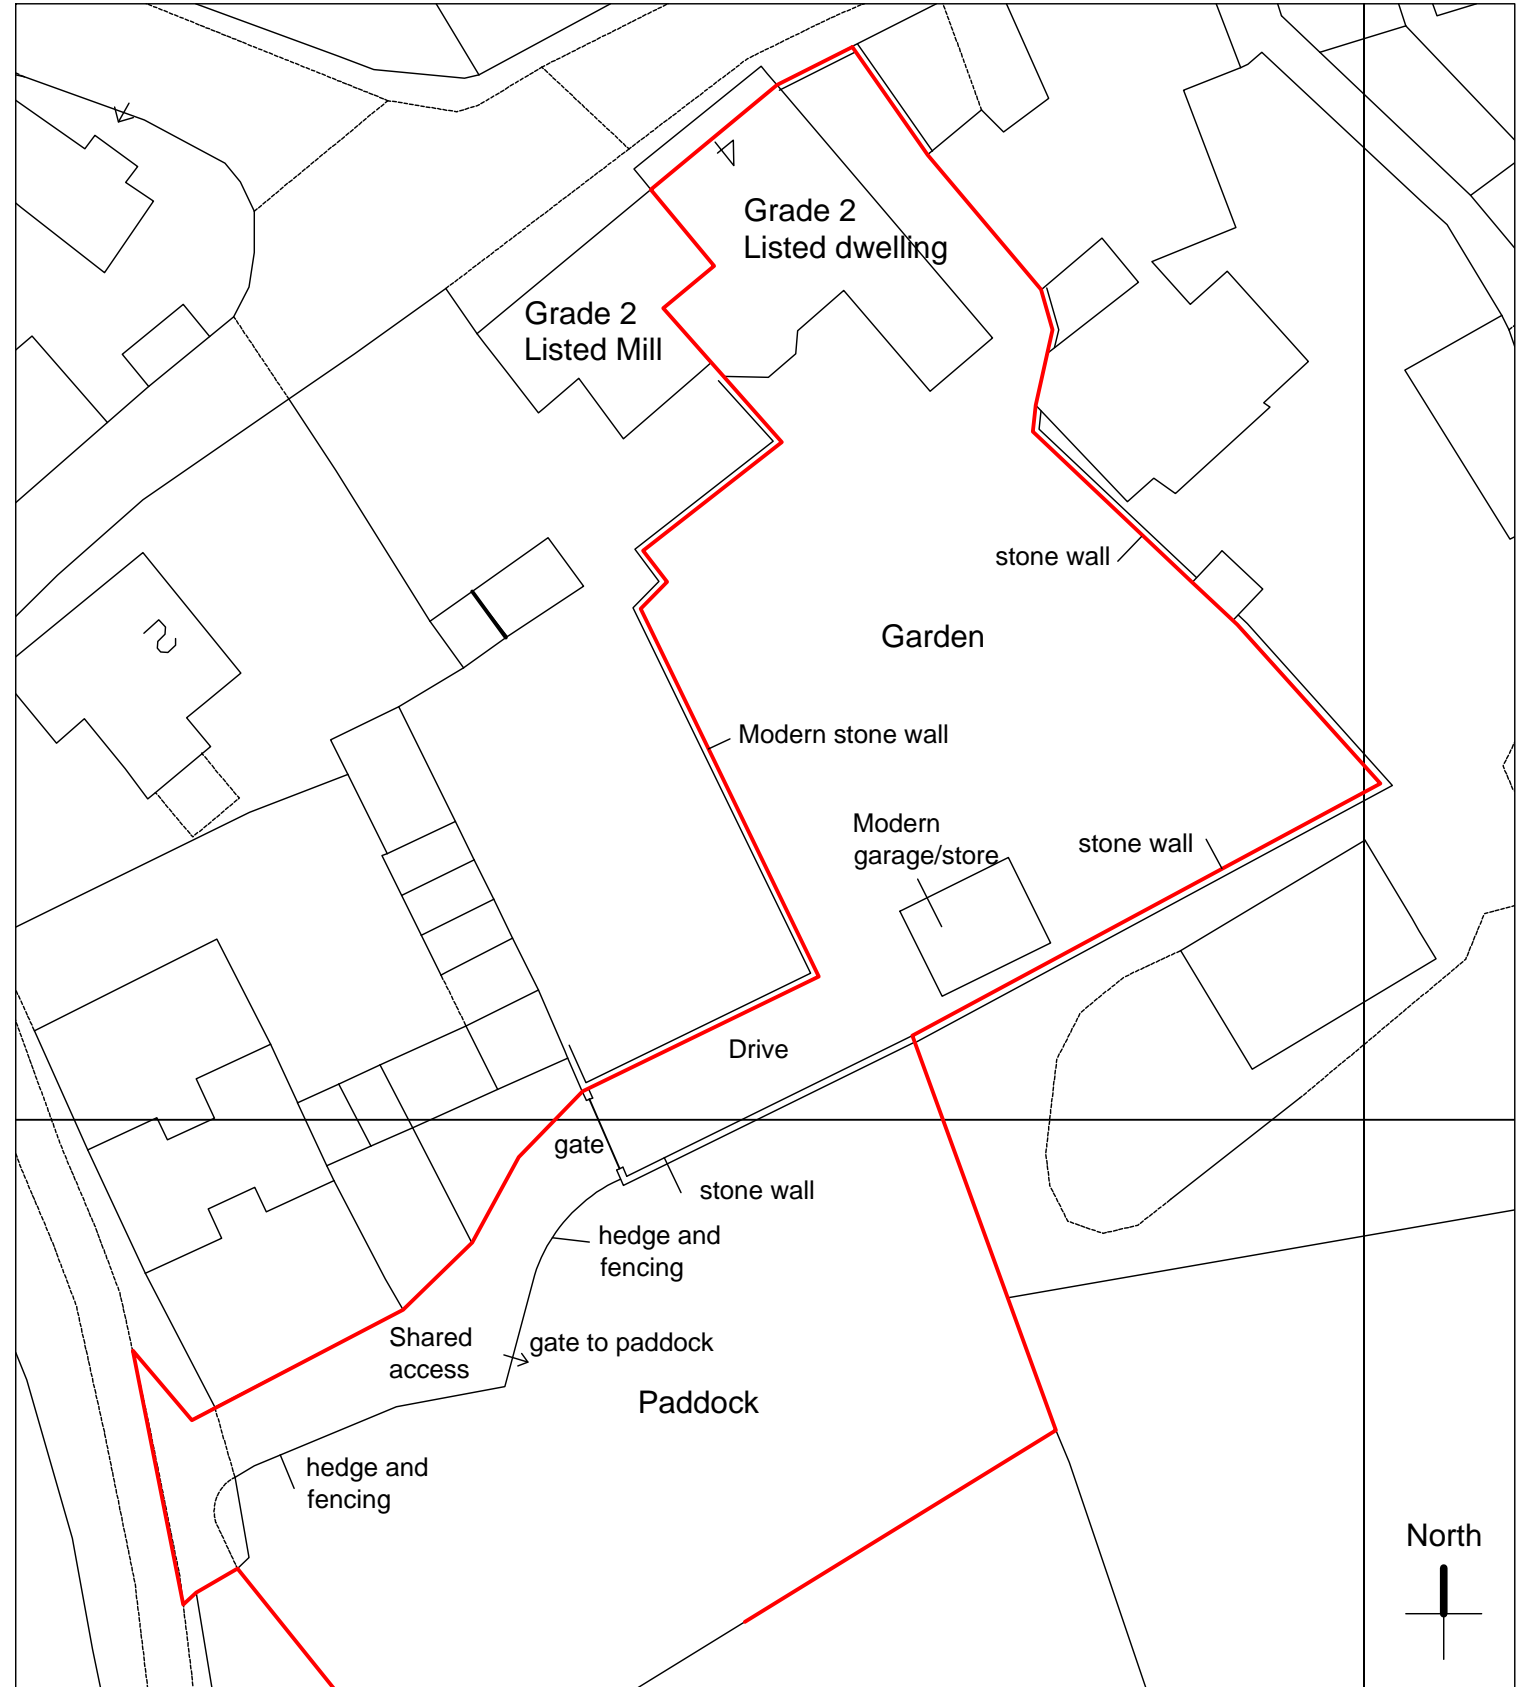 Grade 2
Listed dwelling
Grade 2
Listed Mill
stone wall
Garden
Modern stone wall
Modern
garage/store
stone wall
Drive
gate
stone wall
hedge and
fencing
Shared
access
gate to paddock
Paddock
hedge and
fencing
North